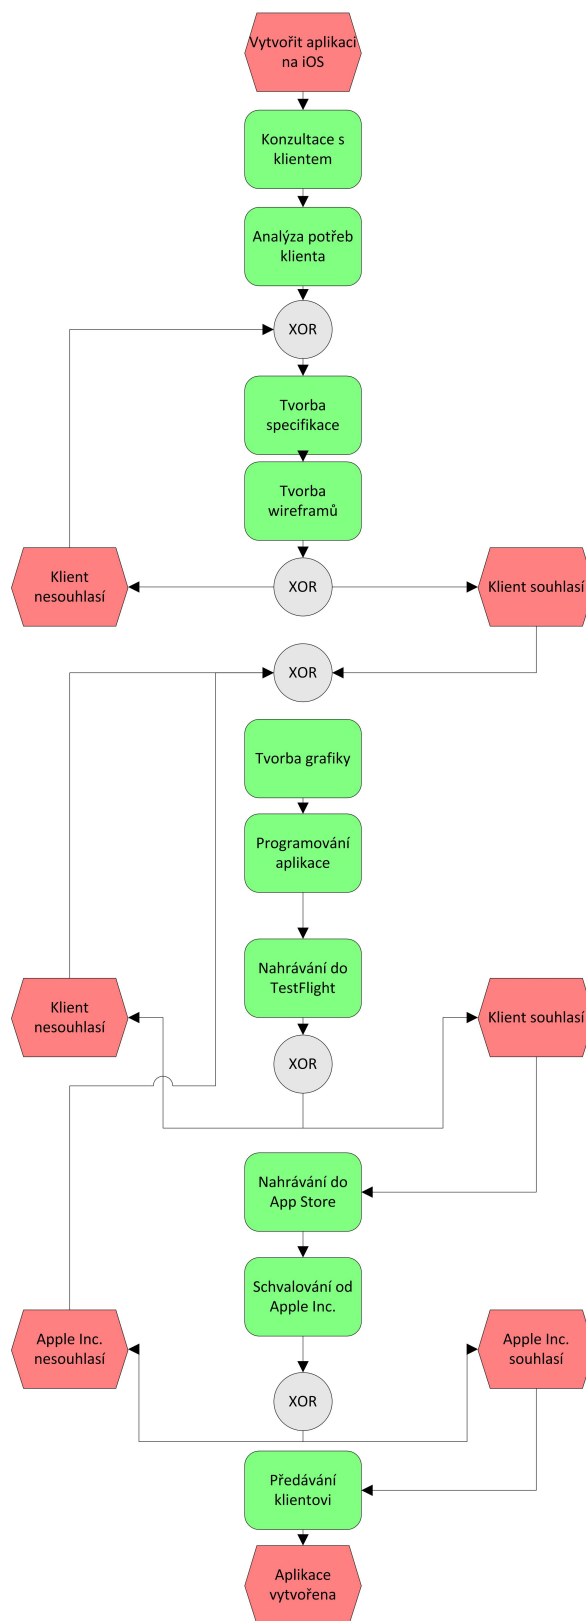 Vytvořit aplikaci
na iOS
Konzultace s
klientem
Analýza potřeb
klienta
XOR
Tvorba
specifikace
Tvorba
wireframů
Klient
nesouhlasí
XOR
Klient souhlasí
XOR
Tvorba grafiky
Programování
aplikace
Nahrávání do
TestFlight
Klient
nesouhlasí
Klient souhlasí
XOR
Nahrávání do
App Store
Schvalování od
Apple Inc.
Apple Inc.
nesouhlasí
Apple Inc.
souhlasí
XOR
Předávání
klientovi
Aplikace
vytvořena